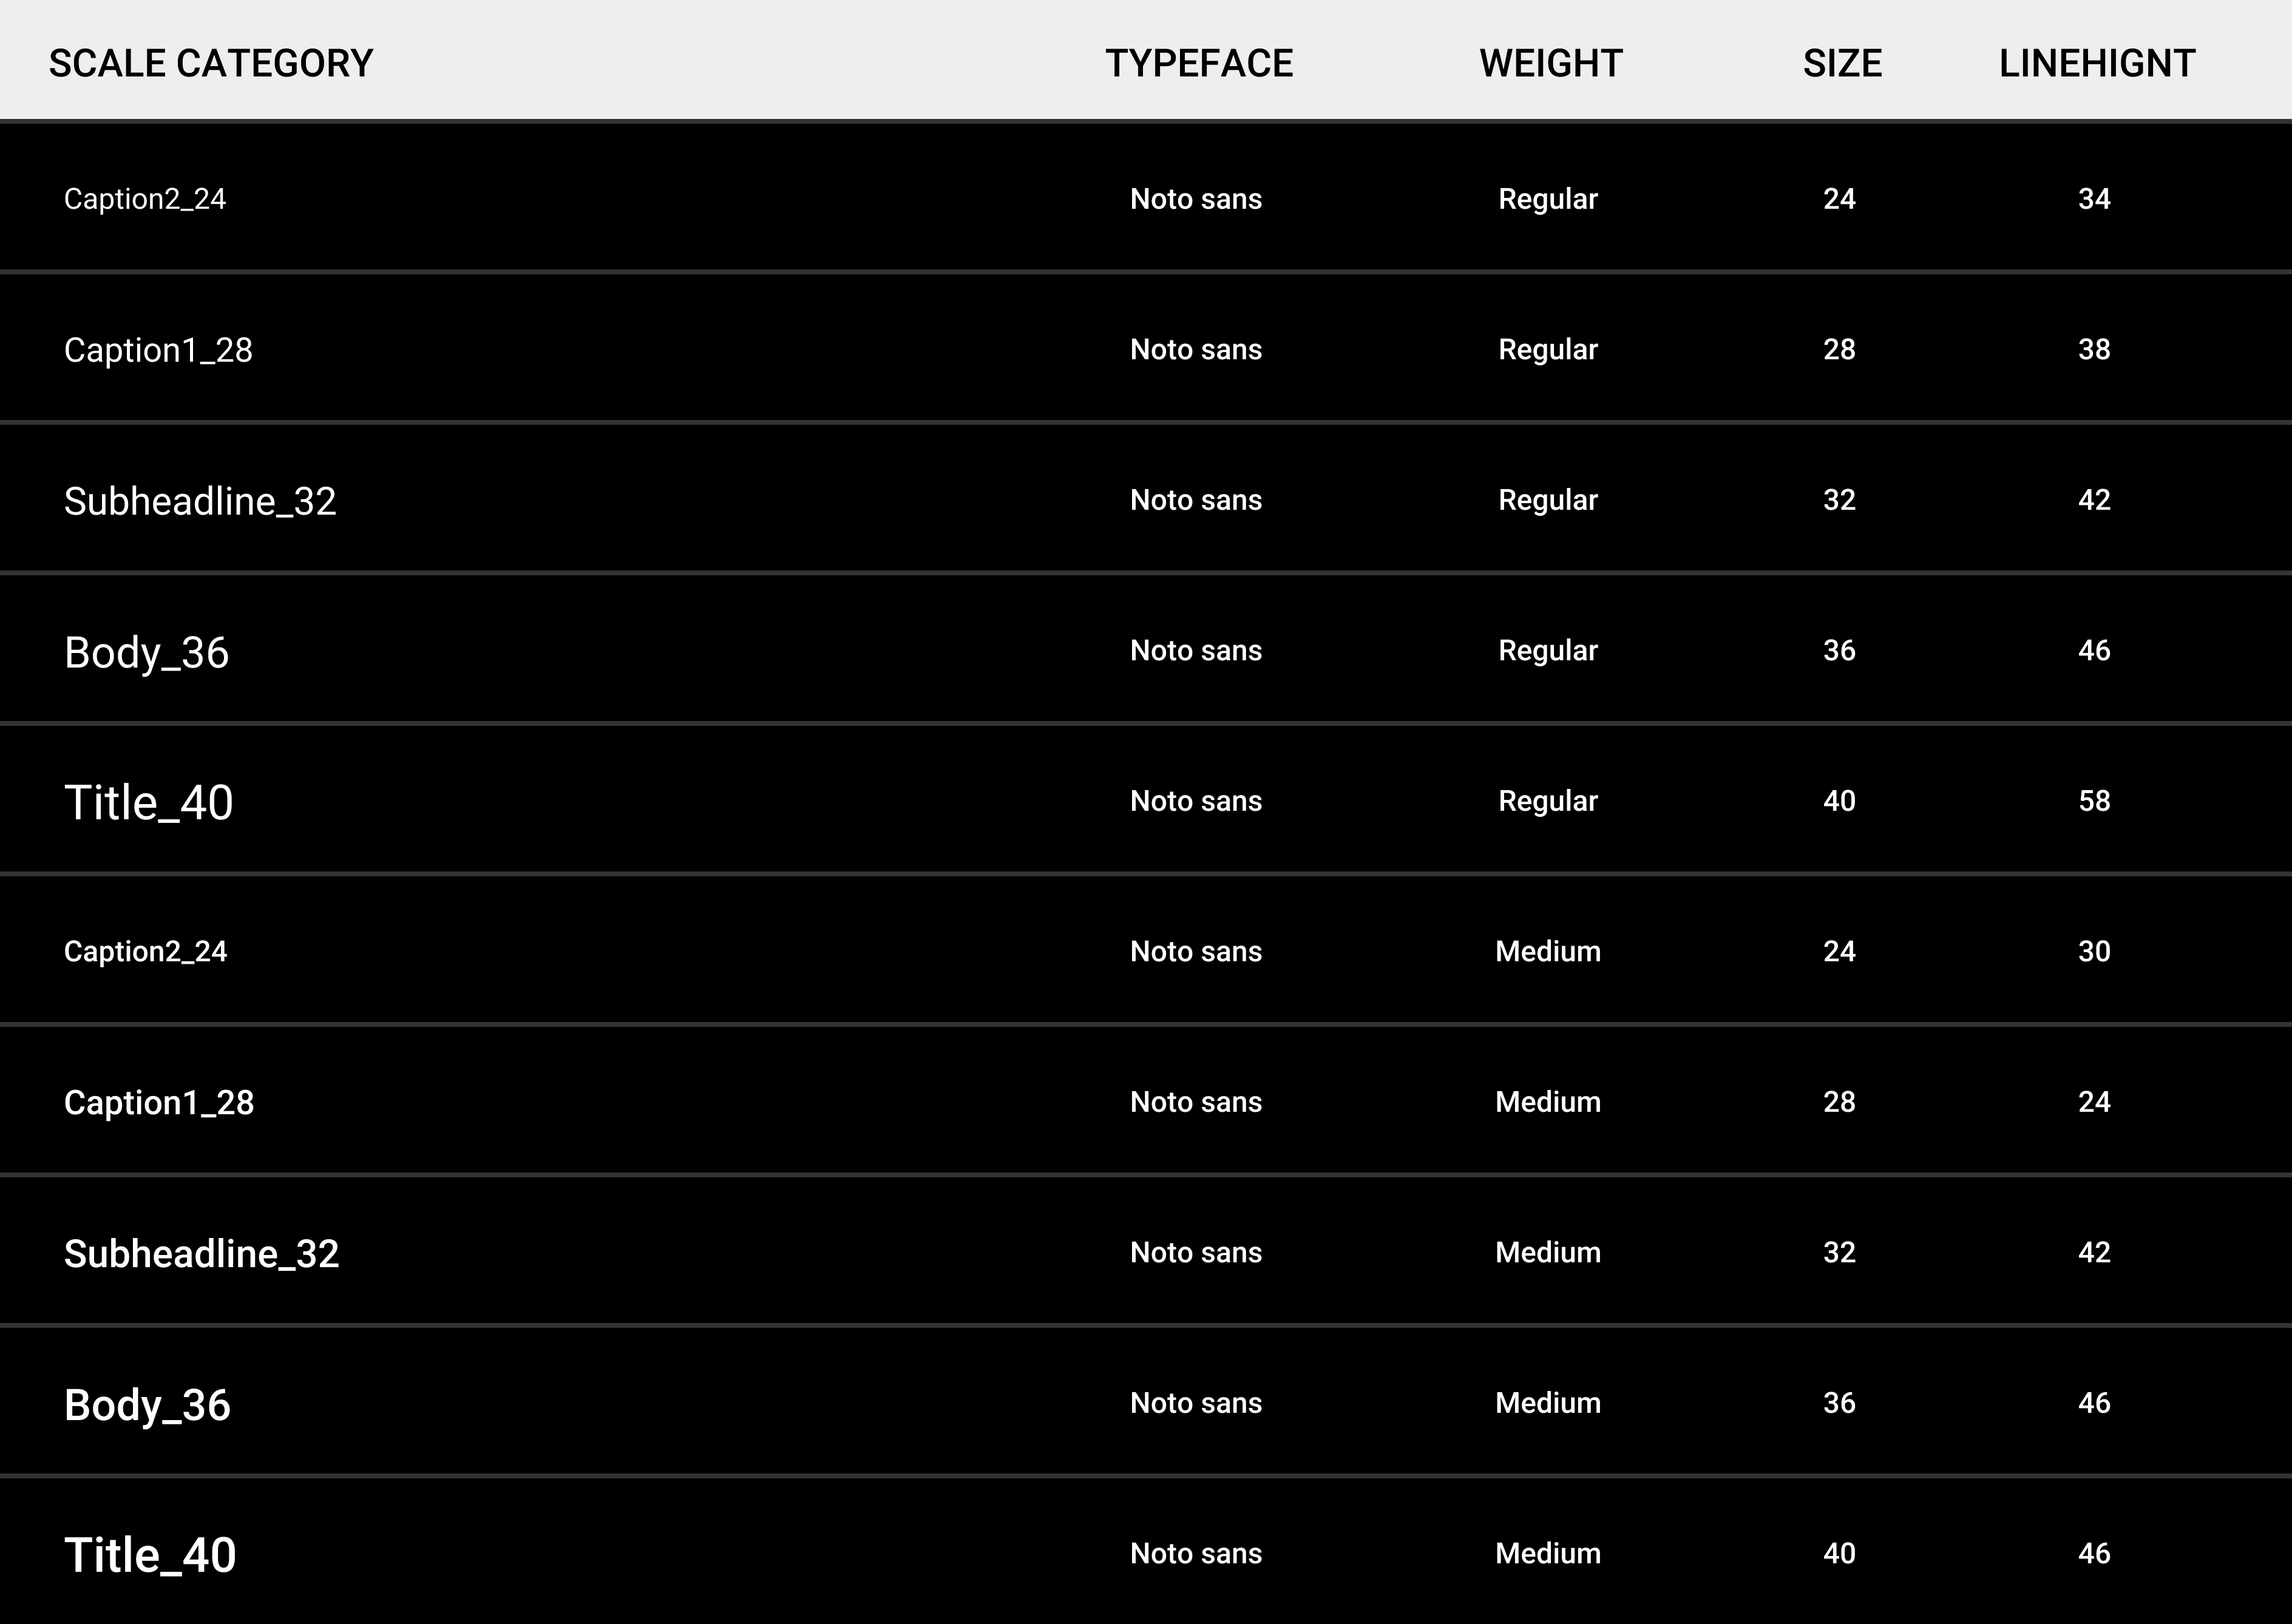 SCALE CATEGORY TYPEFACE WEIGHT SIZE LINEHIGNT
Caption2_24 Noto sans Regular 24 34
Caption1_28 Noto sans Regular 28 38
Subheadline_32 Noto sans Regular 32 42
Body_36 Noto sans Regular 36 46
Title_40 Noto sans Regular 40 58
Caption2_24 Noto sans Medium 24 30
Caption1_28 Noto sans Medium 28 24
Subheadline_32 Noto sans Medium 32 42
Body_36 Noto sans Medium 36 46
Title_40 Noto sans Medium 40 46